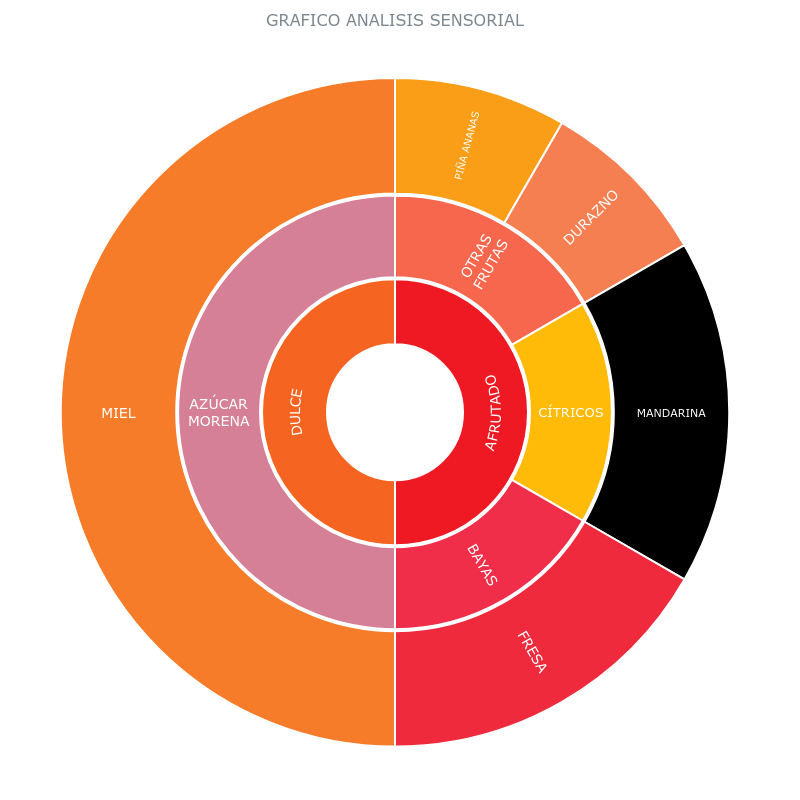 GRAFICO ANALISIS SENSORIAL
PIÑA ANANAS
DURAZNO
OTRAS
FRUTAS
MIEL
AZÚCAR
MORENA
DULCE
AFRUTADO
CÍTRICOS
MANDARINA
BAYAS
FRESA